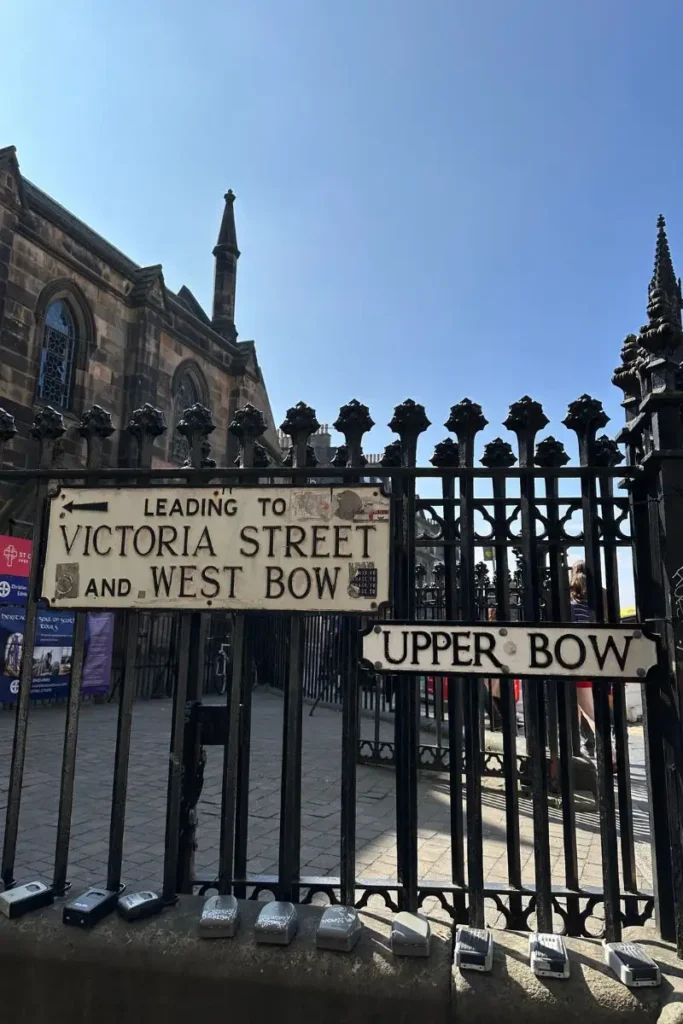 LEADING TO
VICTORIA STREET
AND WEST BOW
UPPER BOW